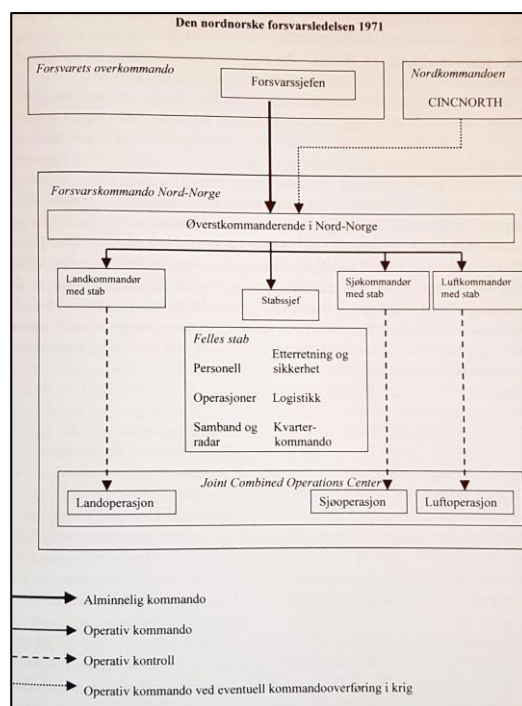 Den nordnorske forsvarsledelsen 1971
Forsvarets overkommando
Forsvarssjefen
Nordkommandoen
CINCNORTH
Forsvarskommando Nord-Norge
Øverstkommanderende i Nord-Norge
Landkommandør
med stab
Stabssjef
Sjøkommandør
med stab
Luftkommandør
med stab
Felles stab
Personell
Etterretning og
sikkerhet
Operasjoner
Logistikk
Samband og
radar
Kvarter-
kommando
Joint Combined Operations Center
Landoperasjon
Sjøoperasjon
Luftoperasjon
Alminnelig kommando
Operativ kommando
Operativ kontroll
Operativ kommando ved eventuell kommandooverføring i krig